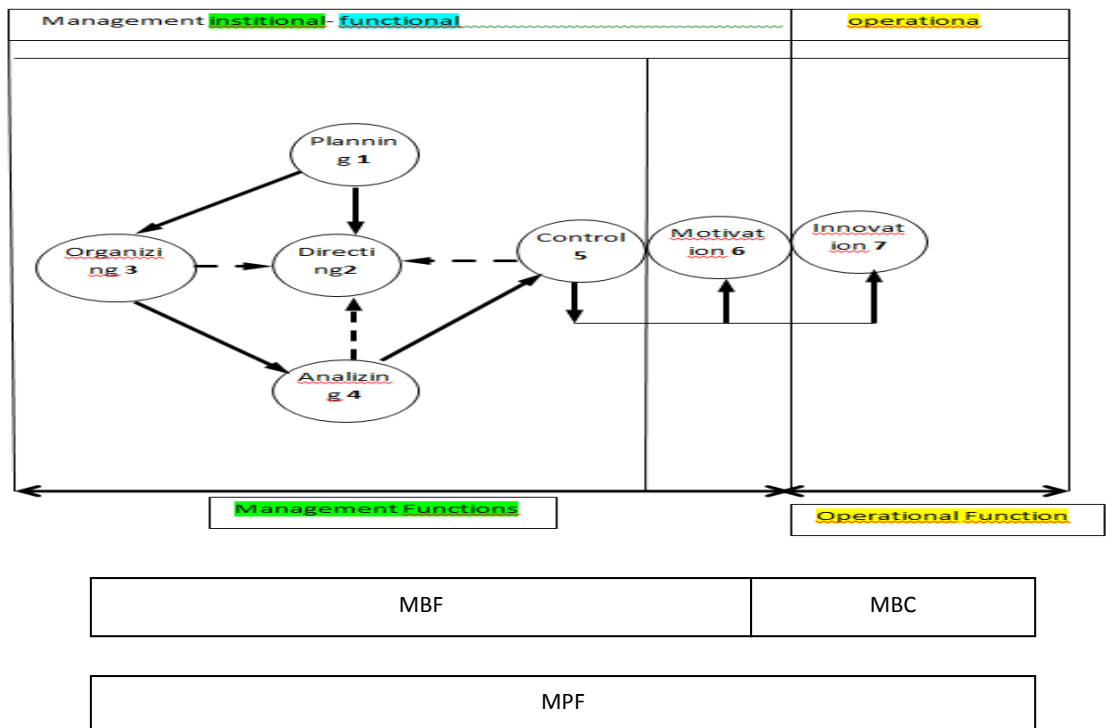 Management institional- functional
operationa
Plannin
g 1
Organizi
ng 3
Directi
ng2
Control
5
Motivat
ion 6
Innovat
ion 7
Analizin
g 4
Management Functions
Operational Function
MBF
MBC
MPF